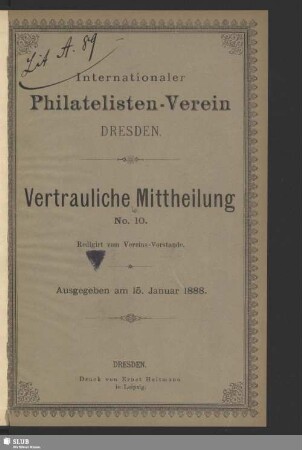 Lit A. 89
Internationaler
Philatelisten-Verein
DRESDEN.
Vertrauliche Mittheilung
No. 10.
Redigirt vom Vereins-Vorstande.
Ausgegeben am 15. Januar 1888.
DRESDEN.
Druck von Ernst Heitmann
in Leipzig.
SLUB